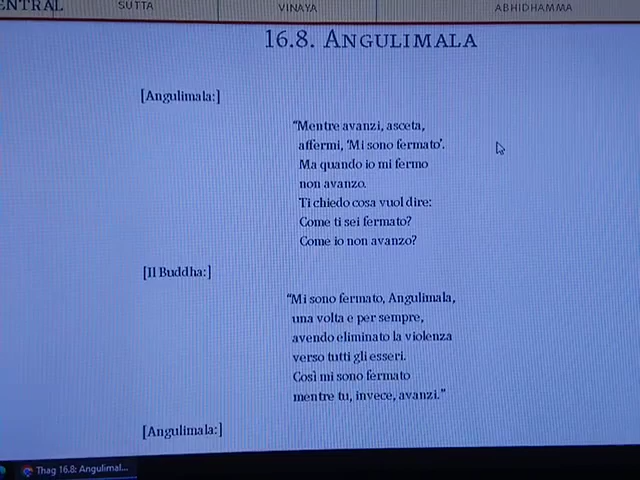 ENTRAL
SUTTA
VINAYA
ABHIDHAMMA
16.8. ANGULIMALA
[Angulimala:]
“Mentre avanzi, asceta,
affermi, ‘Mi sono fermato’.
Ma quando io mi fermo
non avanzo.
Ti chiedo cosa vuol dire:
Come ti sei fermato?
Come io non avanzo?
[Il Buddha:]
“Mi sono fermato, Angulimala,
una volta e per sempre,
avendo eliminato la violenza
verso tutti gli esseri.
Così mi sono fermato
mentre tu, invece, avanzi.”
[Angulimala:]
Thag 16.8: Angulimal...